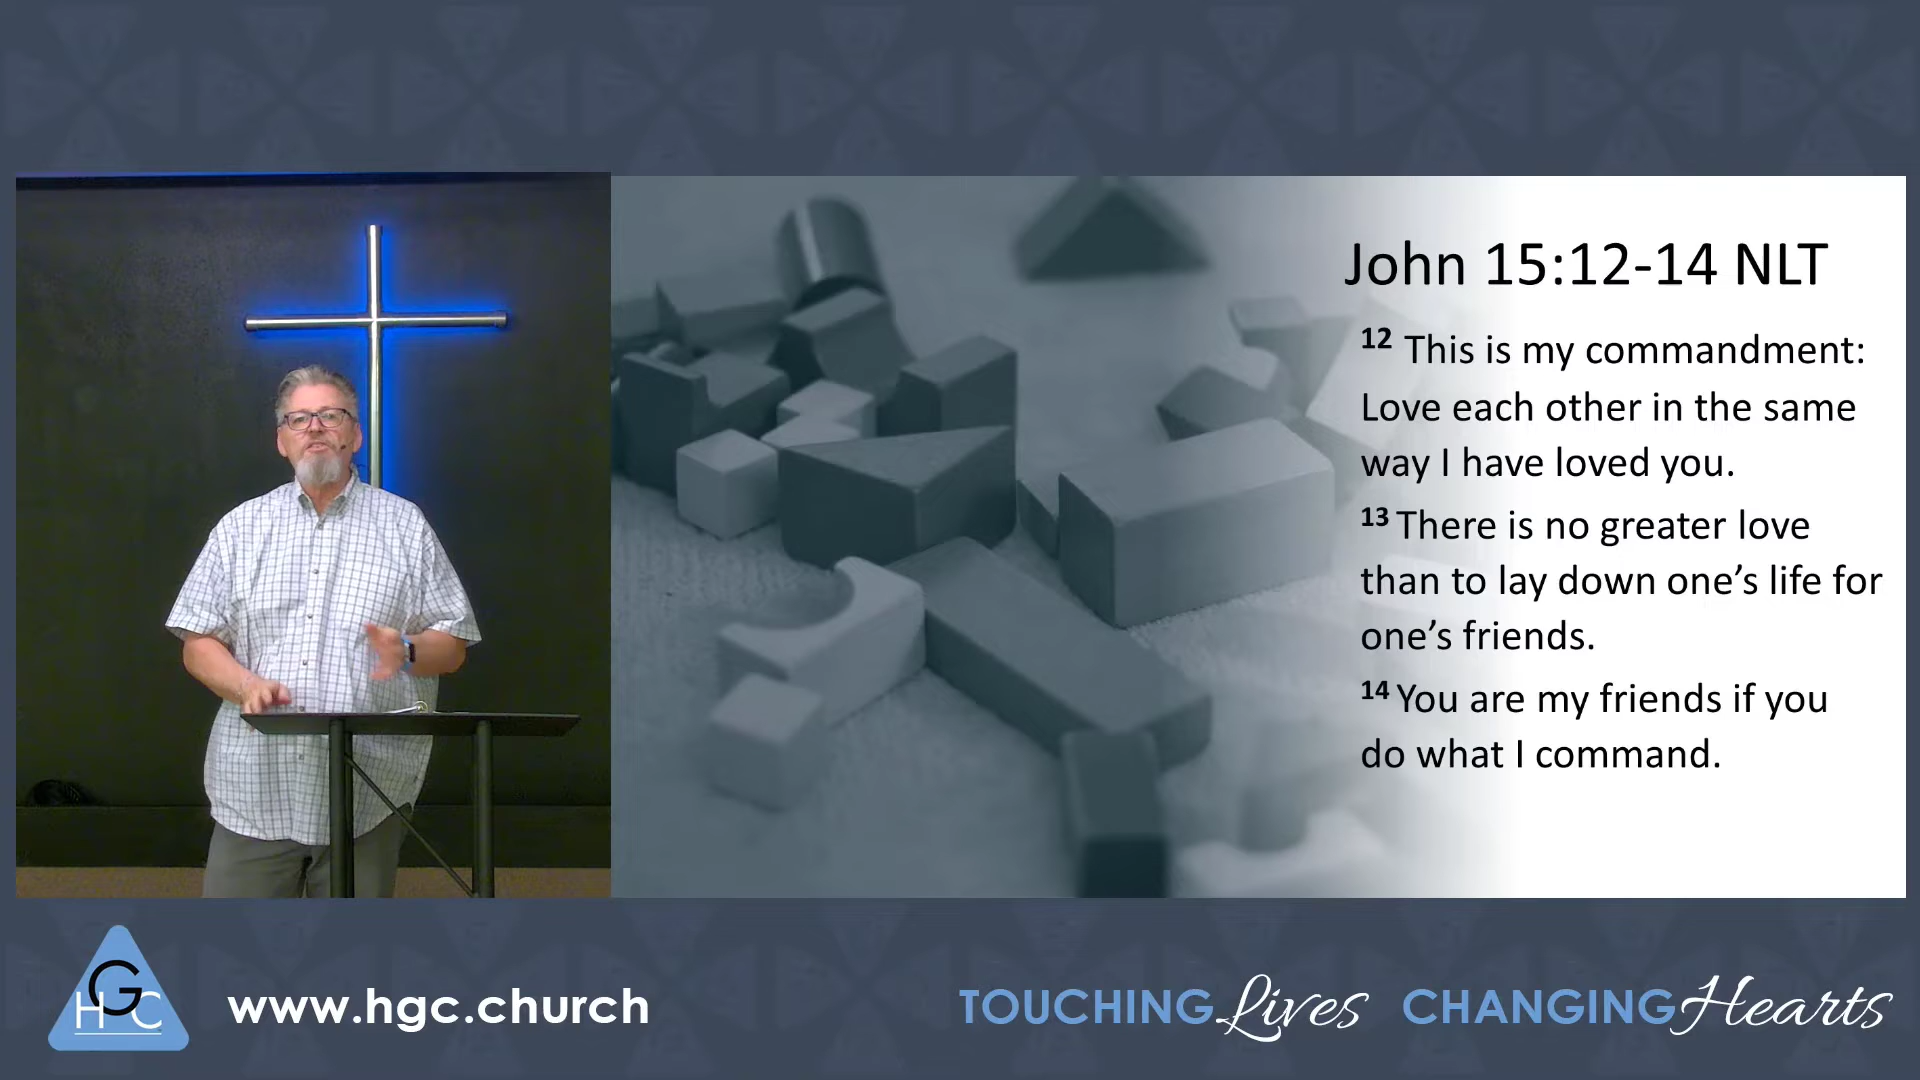 John 15:12-14 NLT
12 This is my commandment:
Love each other in the same
way I have loved you.
13 There is no greater love
than to lay down one’s life for
one’s friends.
14 You are my friends if you
do what I command.
HGC
www.hgc.church
TOUCHING Lives CHANGING Hearts